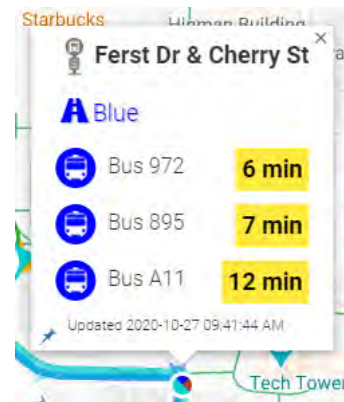 Starbucks
Hinman Building
×
Ferst Dr & Cherry St
Blue
Bus 972
6 min
Bus 895
7 min
Bus A11
12 min
Updated 2020-10-27 09:41:44 AM
Tech Tower